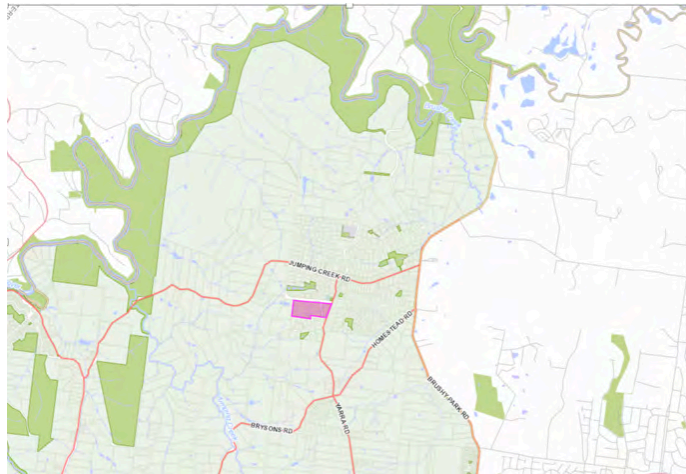 JUMPING CREEK RD
HOMESTEAD RD
BRUSHY PARK RD
YARRA RD
BRYSONS RD